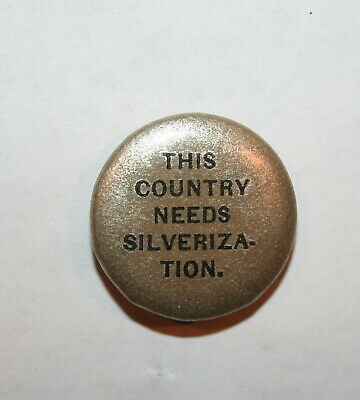 THIS
COUNTRY
NEEDS
SILVERIZA-
TION.